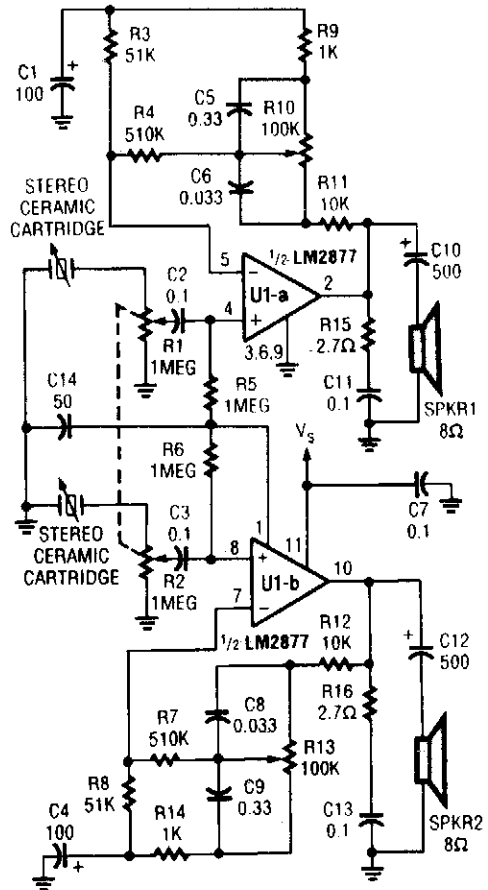 R3
51K
R9
1K
C1
+
100
C5
0.33
R10
100K
R4
510K
C6
0.033
R11
10K
STEREO
CERAMIC
CARTRIDGE
5
−
1/2-LM2877
2
+
C10
500
C2
0.1
4
+
U1-a
R1
1MEG
3,6,9
R15
2.7Ω
C11
0.1
SPKR1
8Ω
C14
50
R5
1MEG
R6
1MEG
VS
C7
0.1
STEREO
CERAMIC
CARTRIDGE
C3
0.1
1
8
+
11
U1-b
10
R2
1MEG
7
−
1/2-LM2877
R12
10K
+
C12
500
C8
0.033
R16
2.7Ω
R7
510K
R13
100K
R8
51K
C9
0.33
C4
100
+
R14
1K
C13
0.1
SPKR2
8Ω